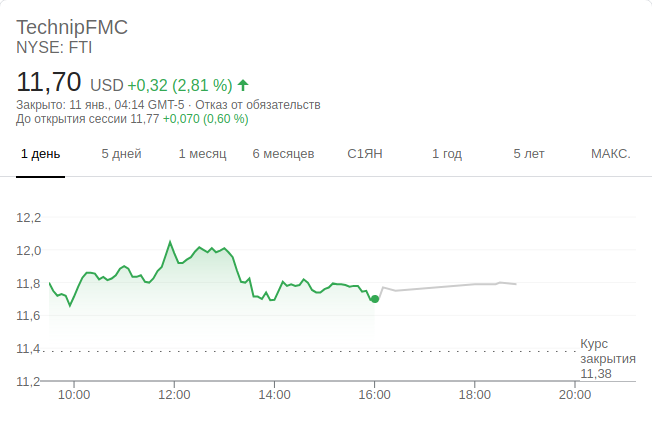 TechnipFMC
NYSE: FTI
11,70 USD +0,32 (2,81 %)
Закрыто: 11 янв., 04:14 GMT-5 · Отказ от обязательств
До открытия сессии 11,77 +0,070 (0,60 %)
1 день 5 дней 1 месяц 6 месяцев С1ЯН 1 год 5 лет МАКС.
12,2
12,0
11,8
11,6
11,4
11,2
Курс
закрытия
11,38
10:00 12:00 14:00 16:00 18:00 20:00